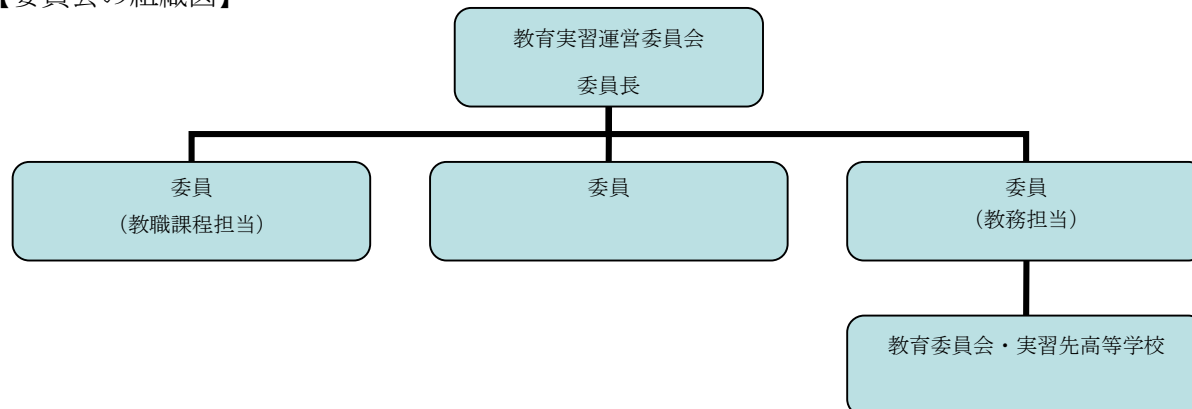 【委員会の組織図】
教育実習運営委員会
委員長
委員
（教職課程担当）
委員
委員
（教務担当）
教育委員会・実習先高等学校